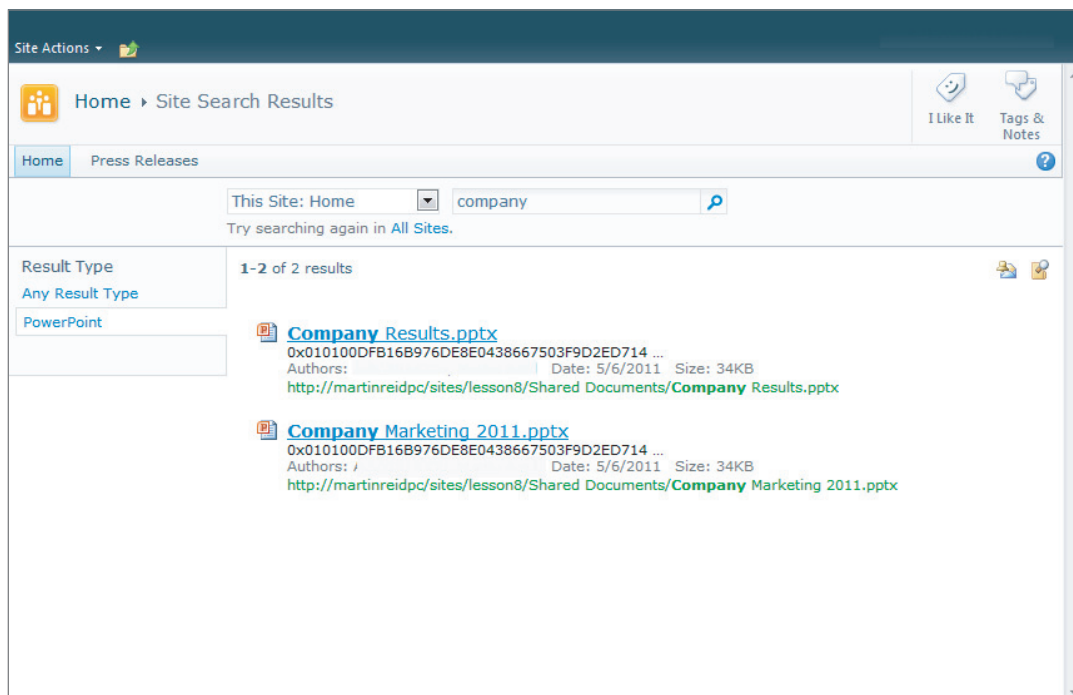 Site Actions
Home › Site Search Results
I Like It
Tags &
Notes
Home
Press Releases
This Site: Home
company
Try searching again in All Sites.
Result Type
Any Result Type
PowerPoint
1-2 of 2 results
Company Results.pptx
0x010100DFB16B976DE8E0438667503F9D2ED714 ...
Authors: Date: 5/6/2011 Size: 34KB
http://martinreidpc/sites/lesson8/Shared Documents/Company Results.pptx
Company Marketing 2011.pptx
0x010100DFB16B976DE8E0438667503F9D2ED714 ...
Authors: Date: 5/6/2011 Size: 34KB
http://martinreidpc/sites/lesson8/Shared Documents/Company Marketing 2011.pptx